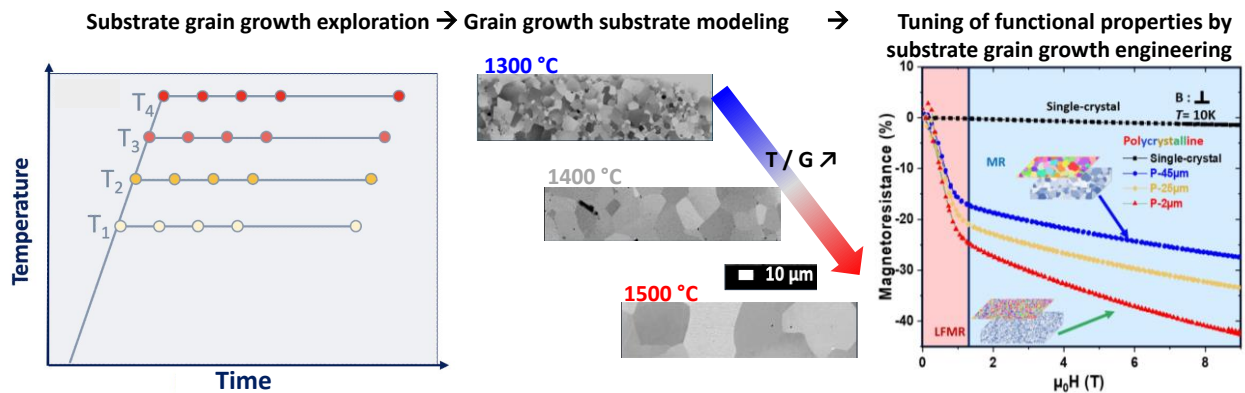 Substrate grain growth exploration → Grain growth substrate modeling → Tuning of functional properties by
substrate grain growth engineering
Temperature
T4
T3
T2
T1
Time
1300 °C
1400 °C
1500 °C
T / G ↗
10 µm
Magnetoresistance (%)
10
0
-10
-20
-30
-40
Single-crystal
B : ⊥
T= 10K
Polycrystalline
Single-crystal
P-45µm
P-25µm
P-2µm
MR
LFMR
0
2
4
6
8
µ₀H (T)